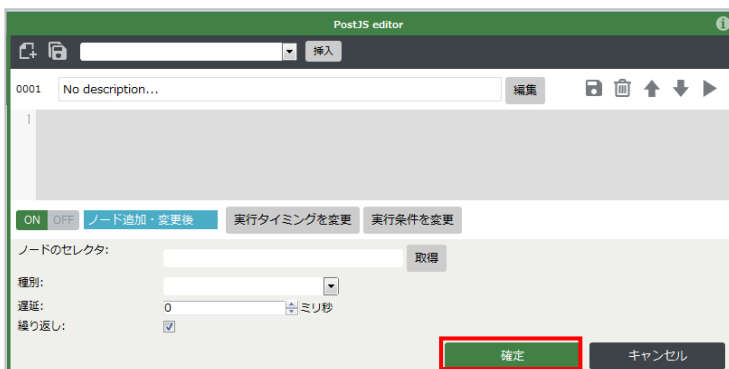 PostJS editor
挿入
0001 No description... 編集
1
ON OFF ノード追加・変更後 実行タイミングを変更 実行条件を変更
ノードのセレクタ: 取得
種別:
遅延: 0 ミリ秒
繰り返し:
確定 キャンセル